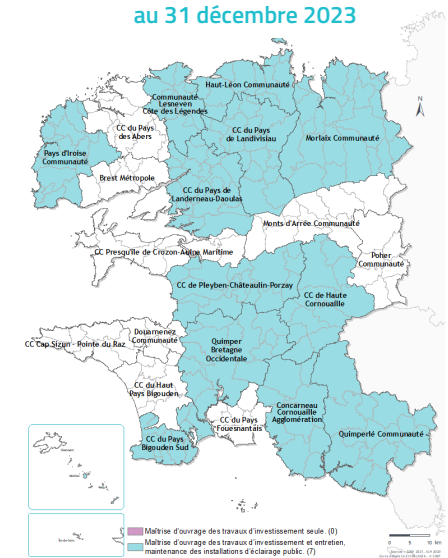 au 31 décembre 2023
N
Haut-Léon Communauté
Communauté
Lesneven
Côte des Légendes
CC du Pays
des Abers
CC du Pays
de Landivisiau
Morlaix Communauté
Pays d'Iroise
Communauté
Brest Métropole
CC du Pays de
Landerneau-Daoulas
Monts d'Arrée Communauté
CC Presqu'île de Crozon-Aulne Maritime
Poher
Communauté
CC de Pleyben-Châteaulin-Porzay
CC de Haute
Cornouaille
Douarnenez
Communauté
CC Cap Sizun - Pointe du Raz
Quimper
Bretagne
Occidentale
CC du Haut
Pays Bigouden
Concarneau
Cornouaille
Agglomération
CC du Pays
Fouesnantais
Quimperlé Communauté
CC du Pays
Bigouden Sud
Maîtrise d'ouvrage des travaux d'investissement seule. (0)
Maîtrise d'ouvrage des travaux d'investissement et entretien,
maintenance des installations d'éclairage public. (7)
0 5 10 km